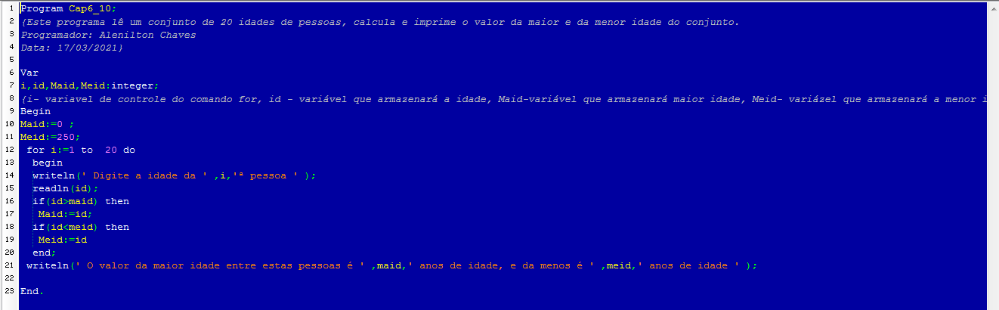 1 Program Cap6_10;
2 {Este programa lê um conjunto de 20 idades de pessoas, calcula e imprime o valor da maior e da menor idade do conjunto.
3 Programador: Alenilton Chaves
4 Data: 17/03/2021}
5
6 Var
7 i,id,Maid,Meid:integer;
8 {i- variavel de controle do comando for, id - variável que armazenará a idade, Maid-variável que armazenará maior idade, Meid- variázel que armazenará a menor i
9 Begin
10 Maid:=0 ;
11 Meid:=250;
12 for i:=1 to  20 do
13 begin
14 writeln(' Digite a idade da ' ,i,'ª pessoa ' );
15 readln(id);
16 if(id>maid) then
17 Maid:=id;
18 if(id<meid) then
19 Meid:=id
20 end;
21 writeln(' O valor da maior idade entre estas pessoas é ' ,maid,' anos de idade, e da menos é ' ,meid,' anos de idade ' );
22
23 End.